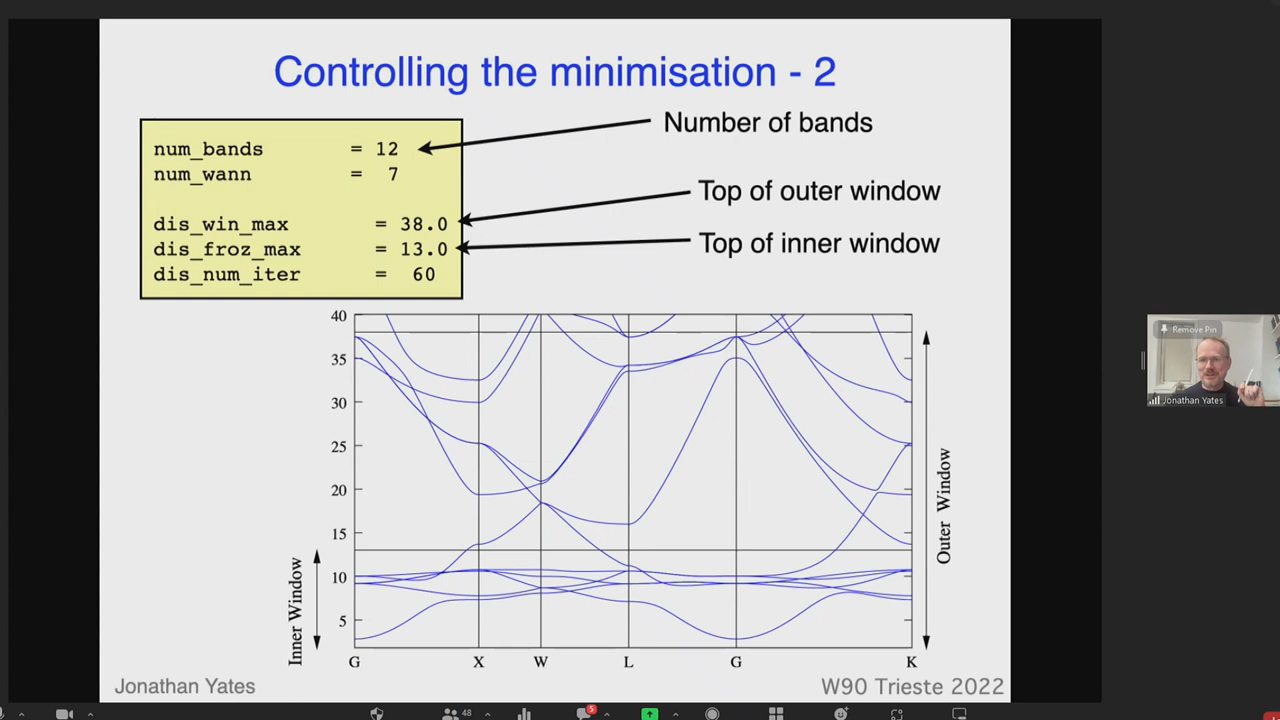 Controlling the minimisation - 2
num_bands = 12
num_wann = 7
dis_win_max = 38.0
dis_froz_max = 13.0
dis_num_iter = 60
Number of bands
Top of outer window
Top of inner window
40
35
30
25
20
15
10
5
Inner Window
Outer Window
G X W L G K
Jonathan Yates
W90 Trieste 2022
Remove Pin
Jonathan Yates
48
5